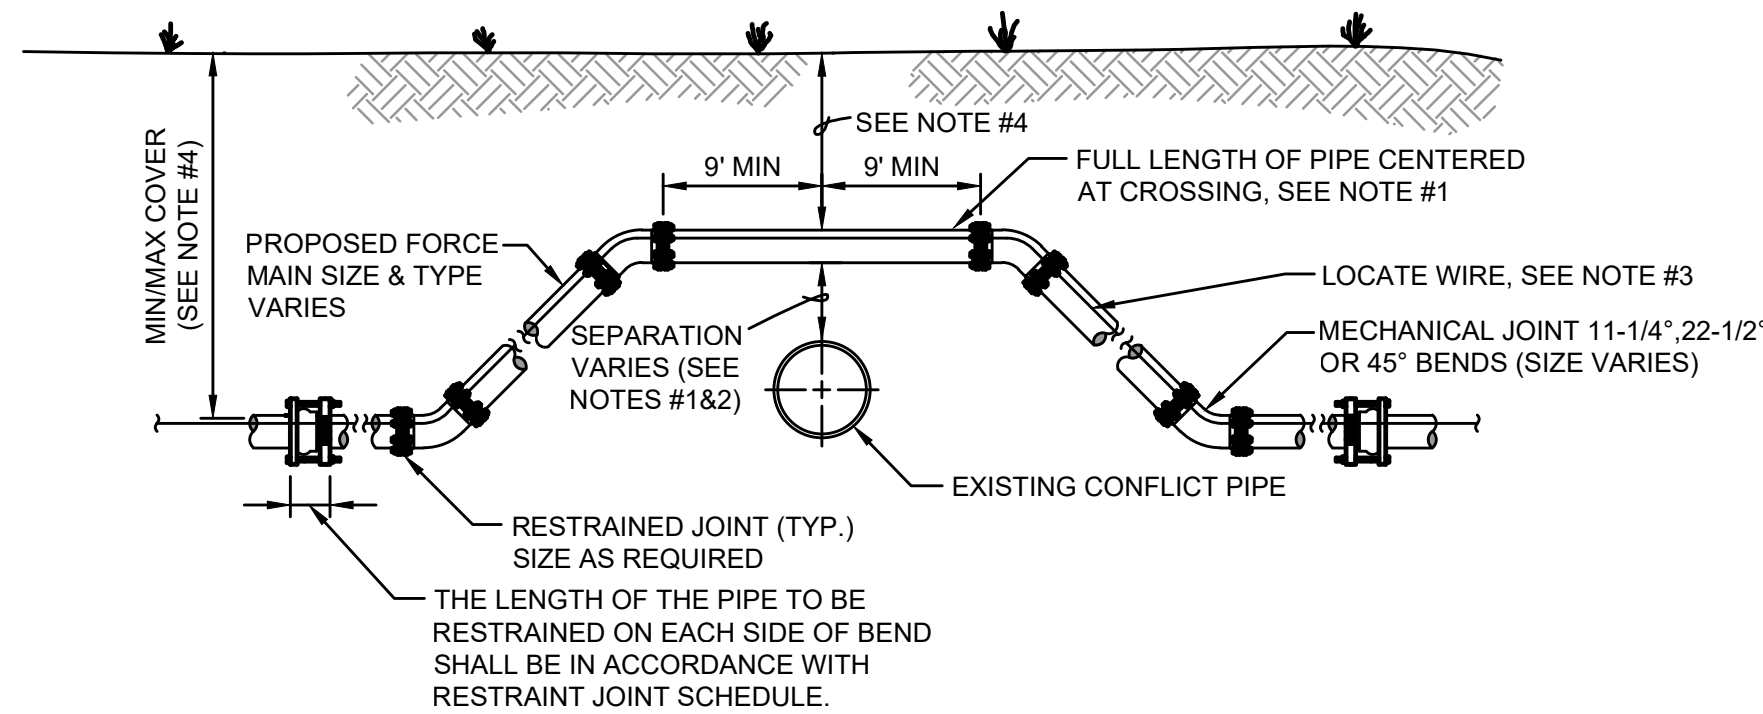 SEE NOTE #4
9' MIN
9' MIN
FULL LENGTH OF PIPE CENTERED
AT CROSSING, SEE NOTE #1
MIN/MAX COVER
(SEE NOTE #4)
PROPOSED FORCE
MAIN SIZE & TYPE
VARIES
LOCATE WIRE, SEE NOTE #3
SEPARATION
VARIES (SEE
NOTES #1&2)
MECHANICAL JOINT 11-1/4°,22-1/2°
OR 45° BENDS (SIZE VARIES)
EXISTING CONFLICT PIPE
RESTRAINED JOINT (TYP.)
SIZE AS REQUIRED
THE LENGTH OF THE PIPE TO BE
RESTRAINED ON EACH SIDE OF BEND
SHALL BE IN ACCORDANCE WITH
RESTRAINT JOINT SCHEDULE.